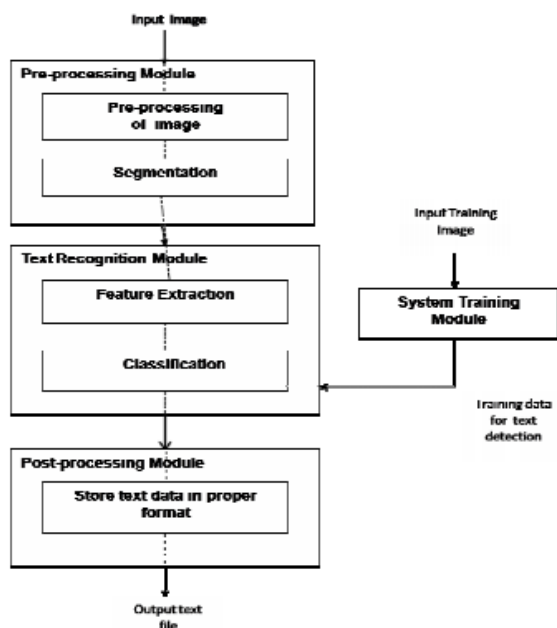 Input Image
Pre-processing Module
Pre-processing
of image
Segmentation
Text Recognition Module
Feature Extraction
Classification
Input Training
Image
System Training
Module
Training data
for text
detection
Post-processing Module
Store text data in proper
format
Output text
file